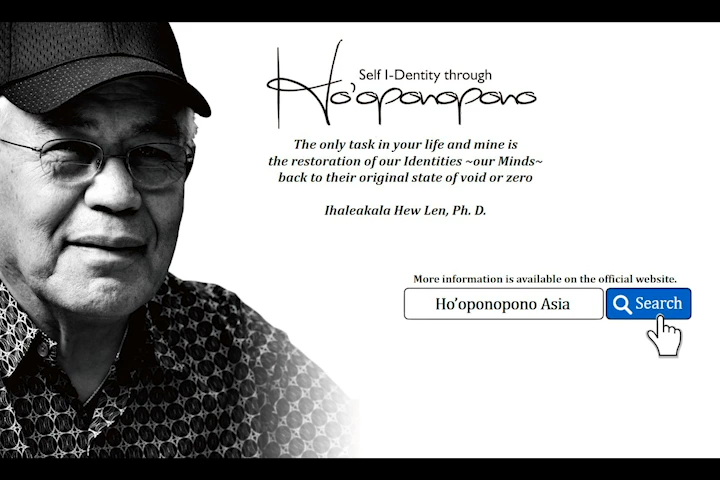 Self I-Dentity through
Ho'oponopono
The only task in your life and mine is
the restoration of our Identities ~our Minds~
back to their original state of void or zero
Ihaleakala Hew Len, Ph. D.
More information is available on the official website.
Ho'oponopono Asia
Search